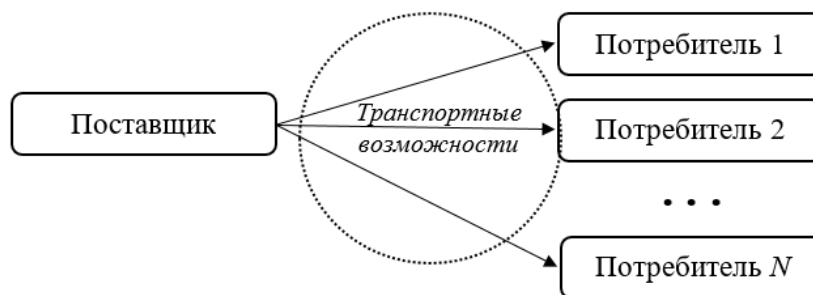 Потребитель 1
Поставщик
Транспортные
возможности
Потребитель 2
...
Потребитель N